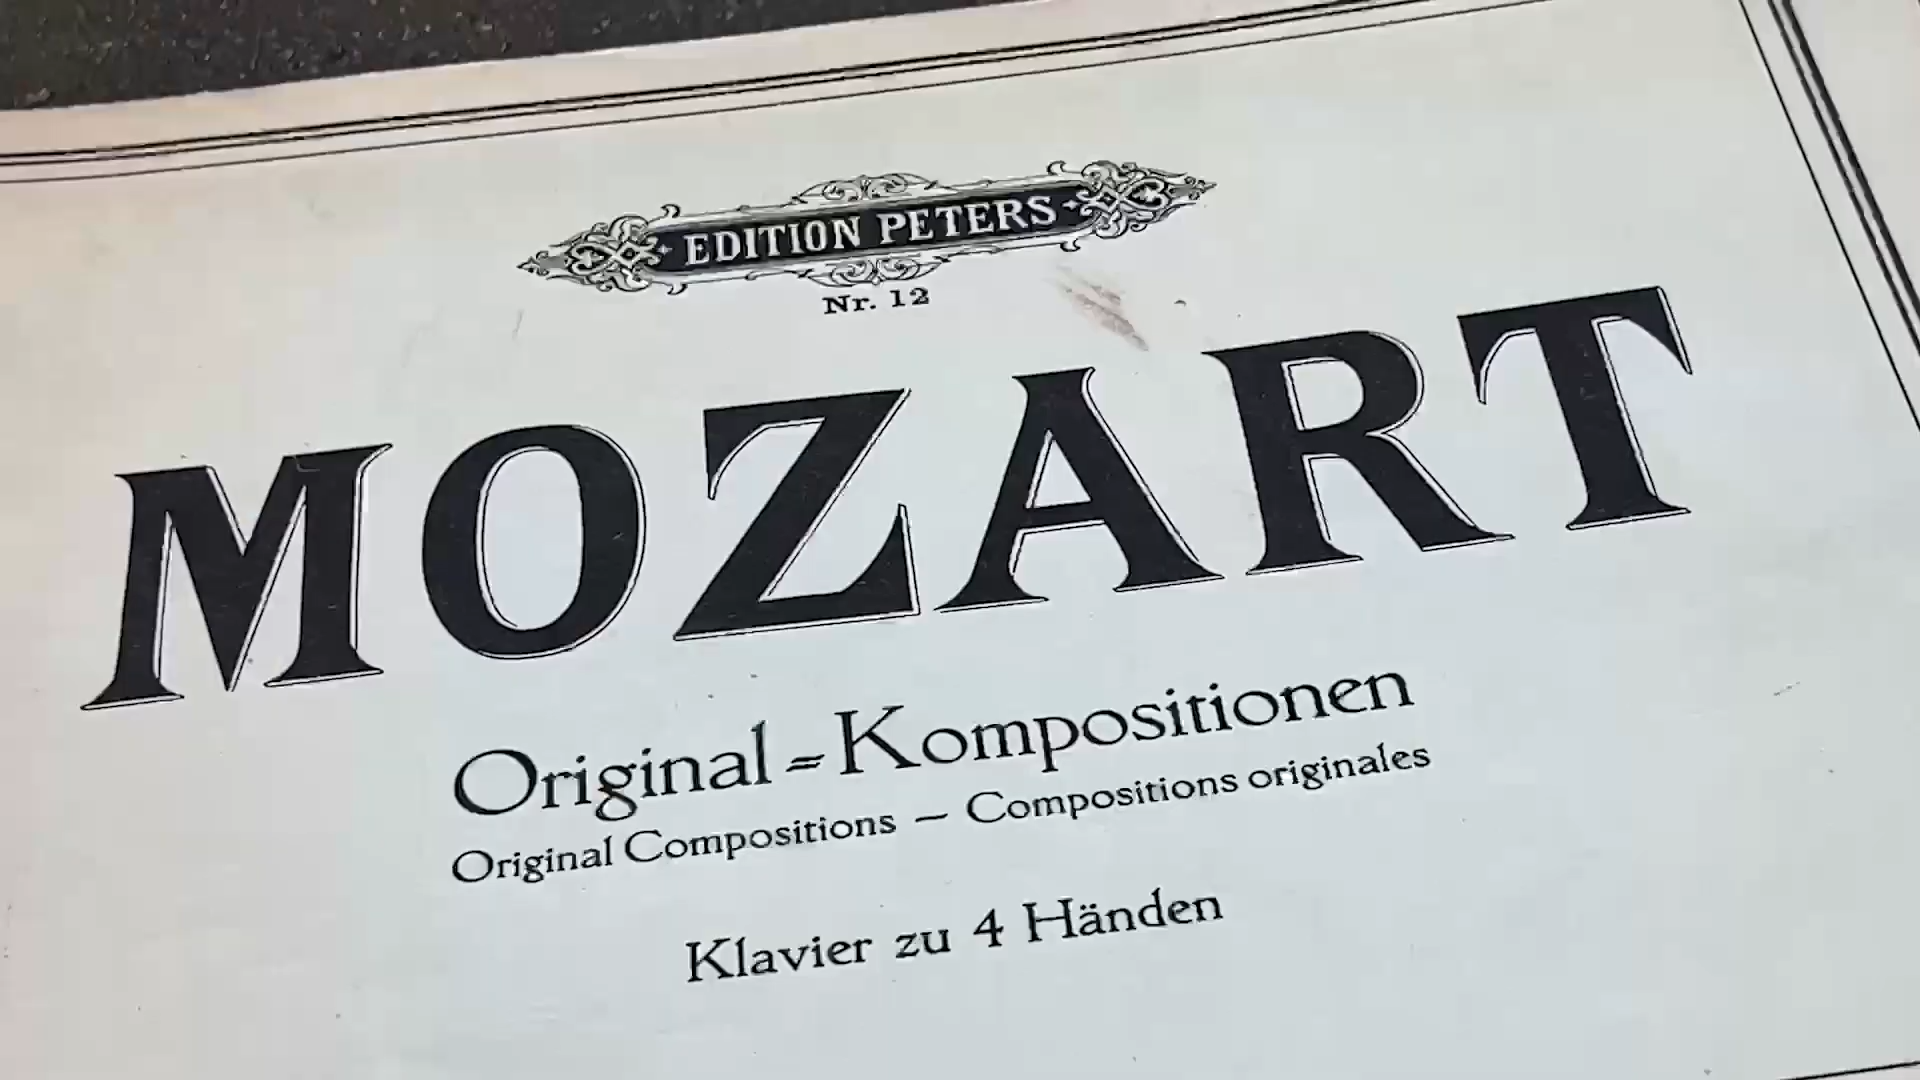 EDITION PETERS
Nr. 12
MOZART
Original=Kompositionen
Original Compositions — Compositions originales
Klavier zu 4 Händen